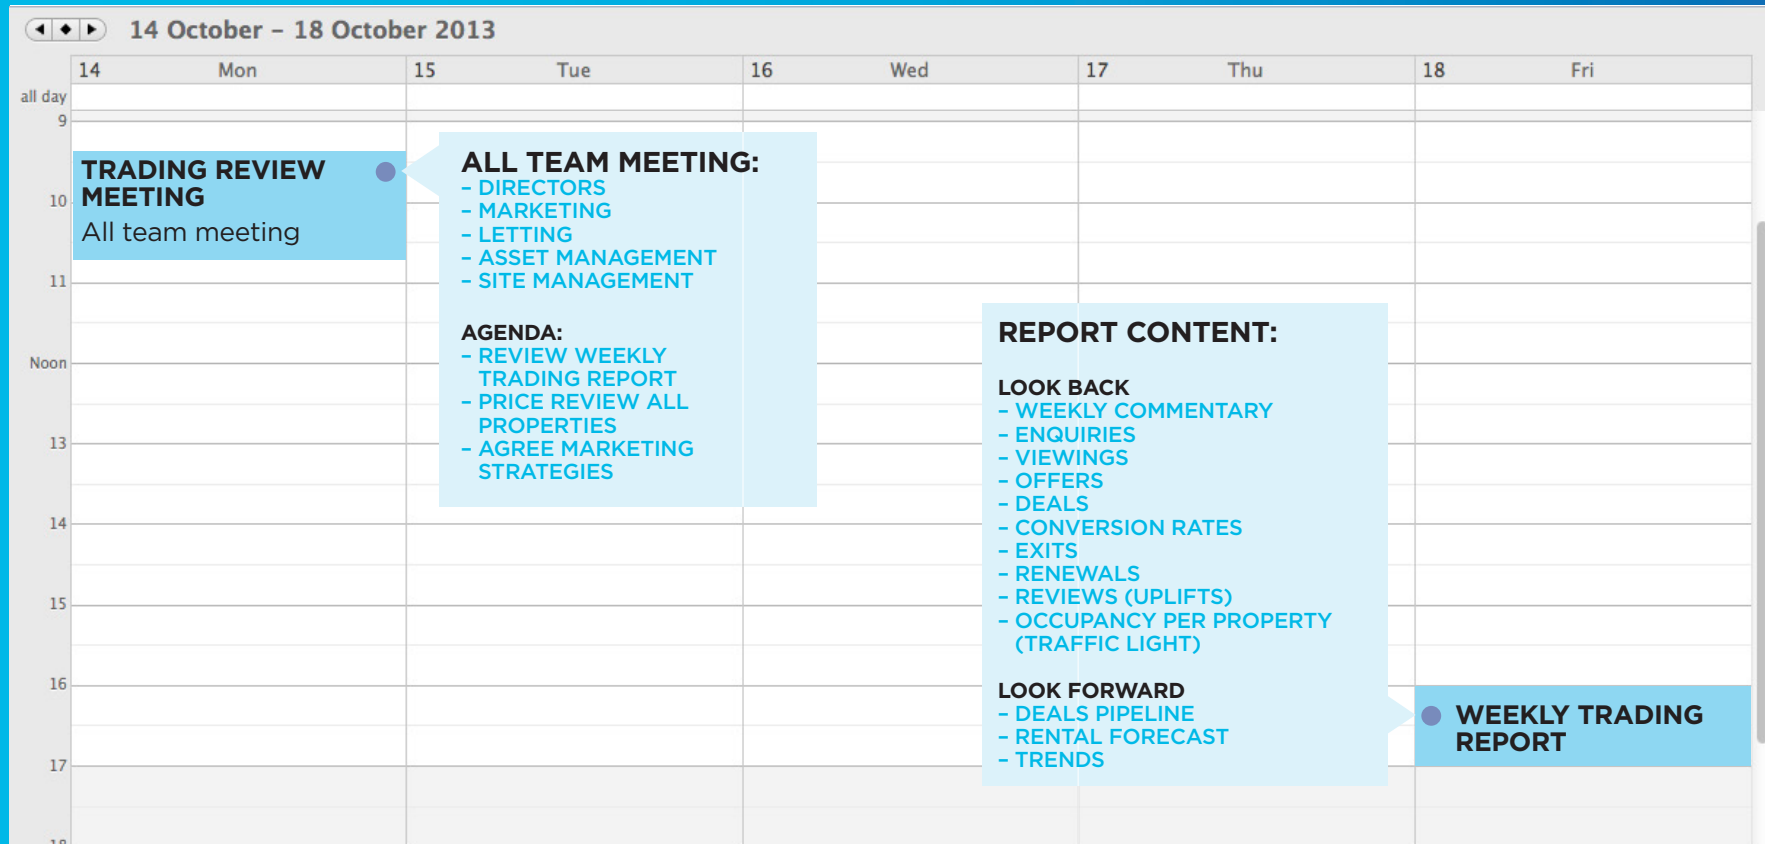 14 October – 18 October 2013
14 Mon 15 Tue 16 Wed 17 Thu 18 Fri
all day
9
10
11
Noon
13
14
15
16
17
18
TRADING REVIEW
MEETING
All team meeting
ALL TEAM MEETING:
– DIRECTORS
– MARKETING
– LETTING
– ASSET MANAGEMENT
– SITE MANAGEMENT
AGENDA:
– REVIEW WEEKLY
TRADING REPORT
– PRICE REVIEW ALL
PROPERTIES
– AGREE MARKETING
STRATEGIES
REPORT CONTENT:
LOOK BACK
– WEEKLY COMMENTARY
– ENQUIRIES
– VIEWINGS
– OFFERS
– DEALS
– CONVERSION RATES
– EXITS
– RENEWALS
– REVIEWS (UPLIFTS)
– OCCUPANCY PER PROPERTY
(TRAFFIC LIGHT)
LOOK FORWARD
– DEALS PIPELINE
– RENTAL FORECAST
– TRENDS
WEEKLY TRADING
REPORT